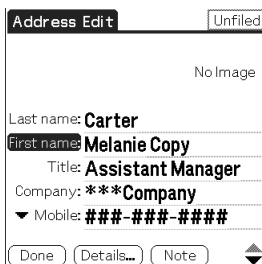 Address Edit Unfiled
No Image
Last name: Carter
First name: Melanie Copy
Title: Assistant Manager
Company: ***Company
Mobile: ###-###-####
Done Details... Note